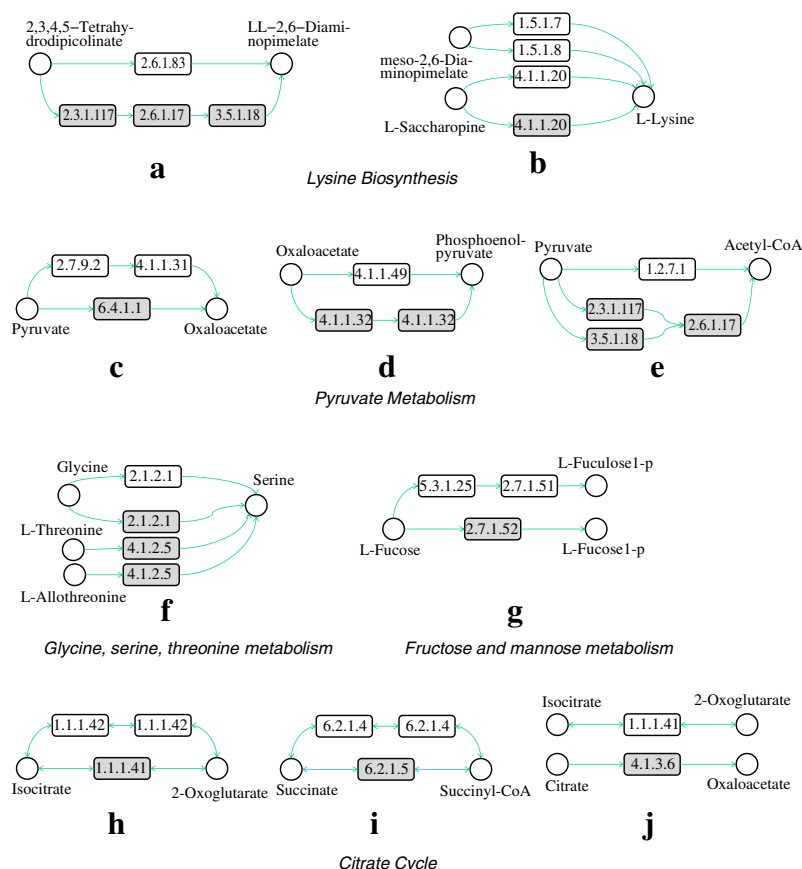 2,3,4,5−Tetrahy-
drodipicolinate
LL−2,6−Diami-
nopimelate
2.6.1.83
2.3.1.117
2.6.1.17
3.5.1.18
a
1.5.1.7
1.5.1.8
meso-2,6-Dia-
minopimelate
4.1.1.20
L-Saccharopine
4.1.1.20
L-Lysine
b
Lysine Biosynthesis
2.7.9.2
4.1.1.31
6.4.1.1
Pyruvate
Oxaloacetate
c
Oxaloacetate
Phosphoenol-
pyruvate
4.1.1.49
4.1.1.32
4.1.1.32
d
Pyruvate
Acetyl-CoA
1.2.7.1
2.3.1.117
3.5.1.18
2.6.1.17
e
Pyruvate Metabolism
Glycine
2.1.2.1
Serine
2.1.2.1
L-Threonine
4.1.2.5
4.1.2.5
L-Allothreonine
f
Glycine, serine, threonine metabolism
L-Fuculose1-p
5.3.1.25
2.7.1.51
2.7.1.52
L-Fucose
L-Fucose1-p
g
Fructose and mannose metabolism
1.1.1.42
1.1.1.42
1.1.1.41
Isocitrate
2-Oxoglutarate
h
6.2.1.4
6.2.1.4
6.2.1.5
Succinate
Succinyl-CoA
i
Isocitrate
2-Oxoglutarate
1.1.1.41
4.1.3.6
Citrate
Oxaloacetate
j
Citrate Cycle